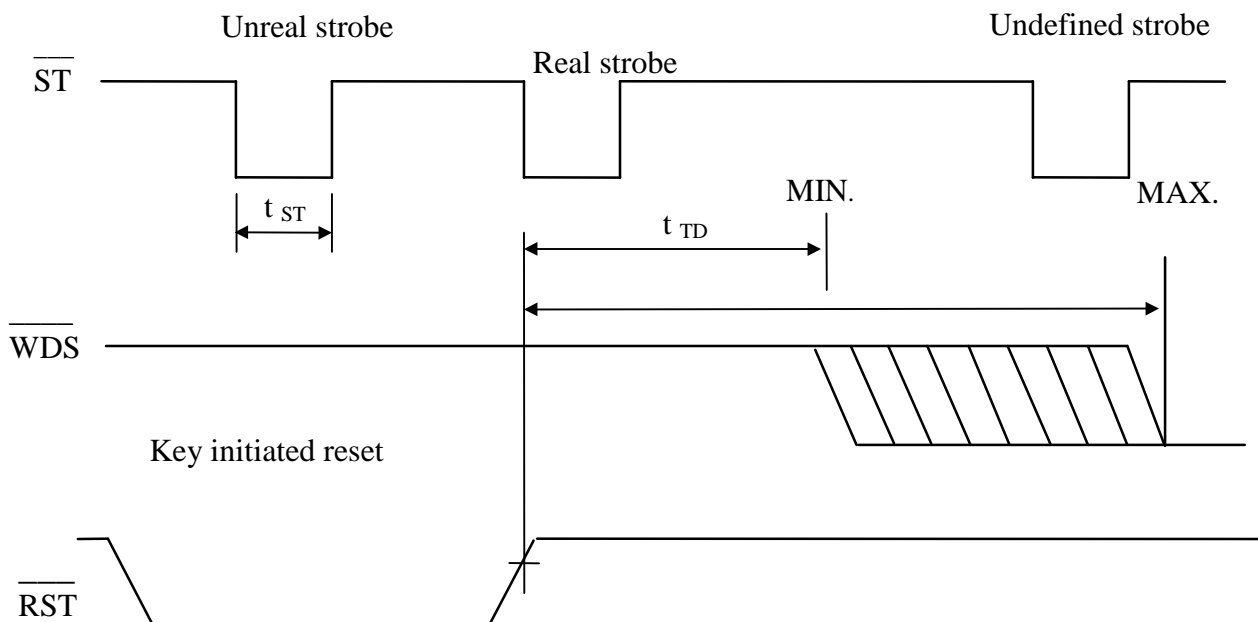 Unreal strobe
Undefined strobe
ST
Real strobe
MIN.
MAX.
t ST
t TD
WDS
Key initiated reset
RST